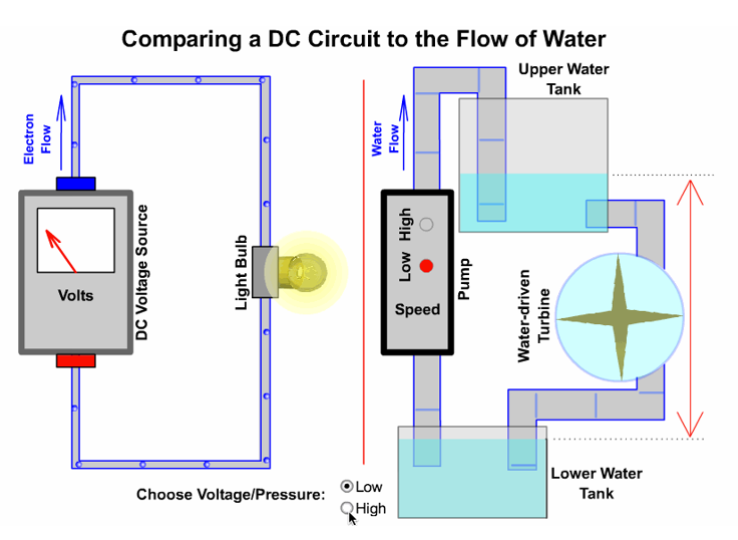 Comparing a DC Circuit to the Flow of Water
Electron
Flow
Volts
DC Voltage Source
Light Bulb
Water
Flow
Upper Water
Tank
High
Low
Speed
Pump
Water-driven
Turbine
Lower Water
Tank
Choose Voltage/Pressure:
Low
High